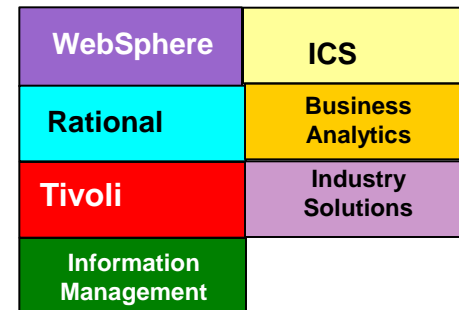 WebSphere
ICS
Rational
Business
Analytics
Tivoli
Industry
Solutions
Information
Management